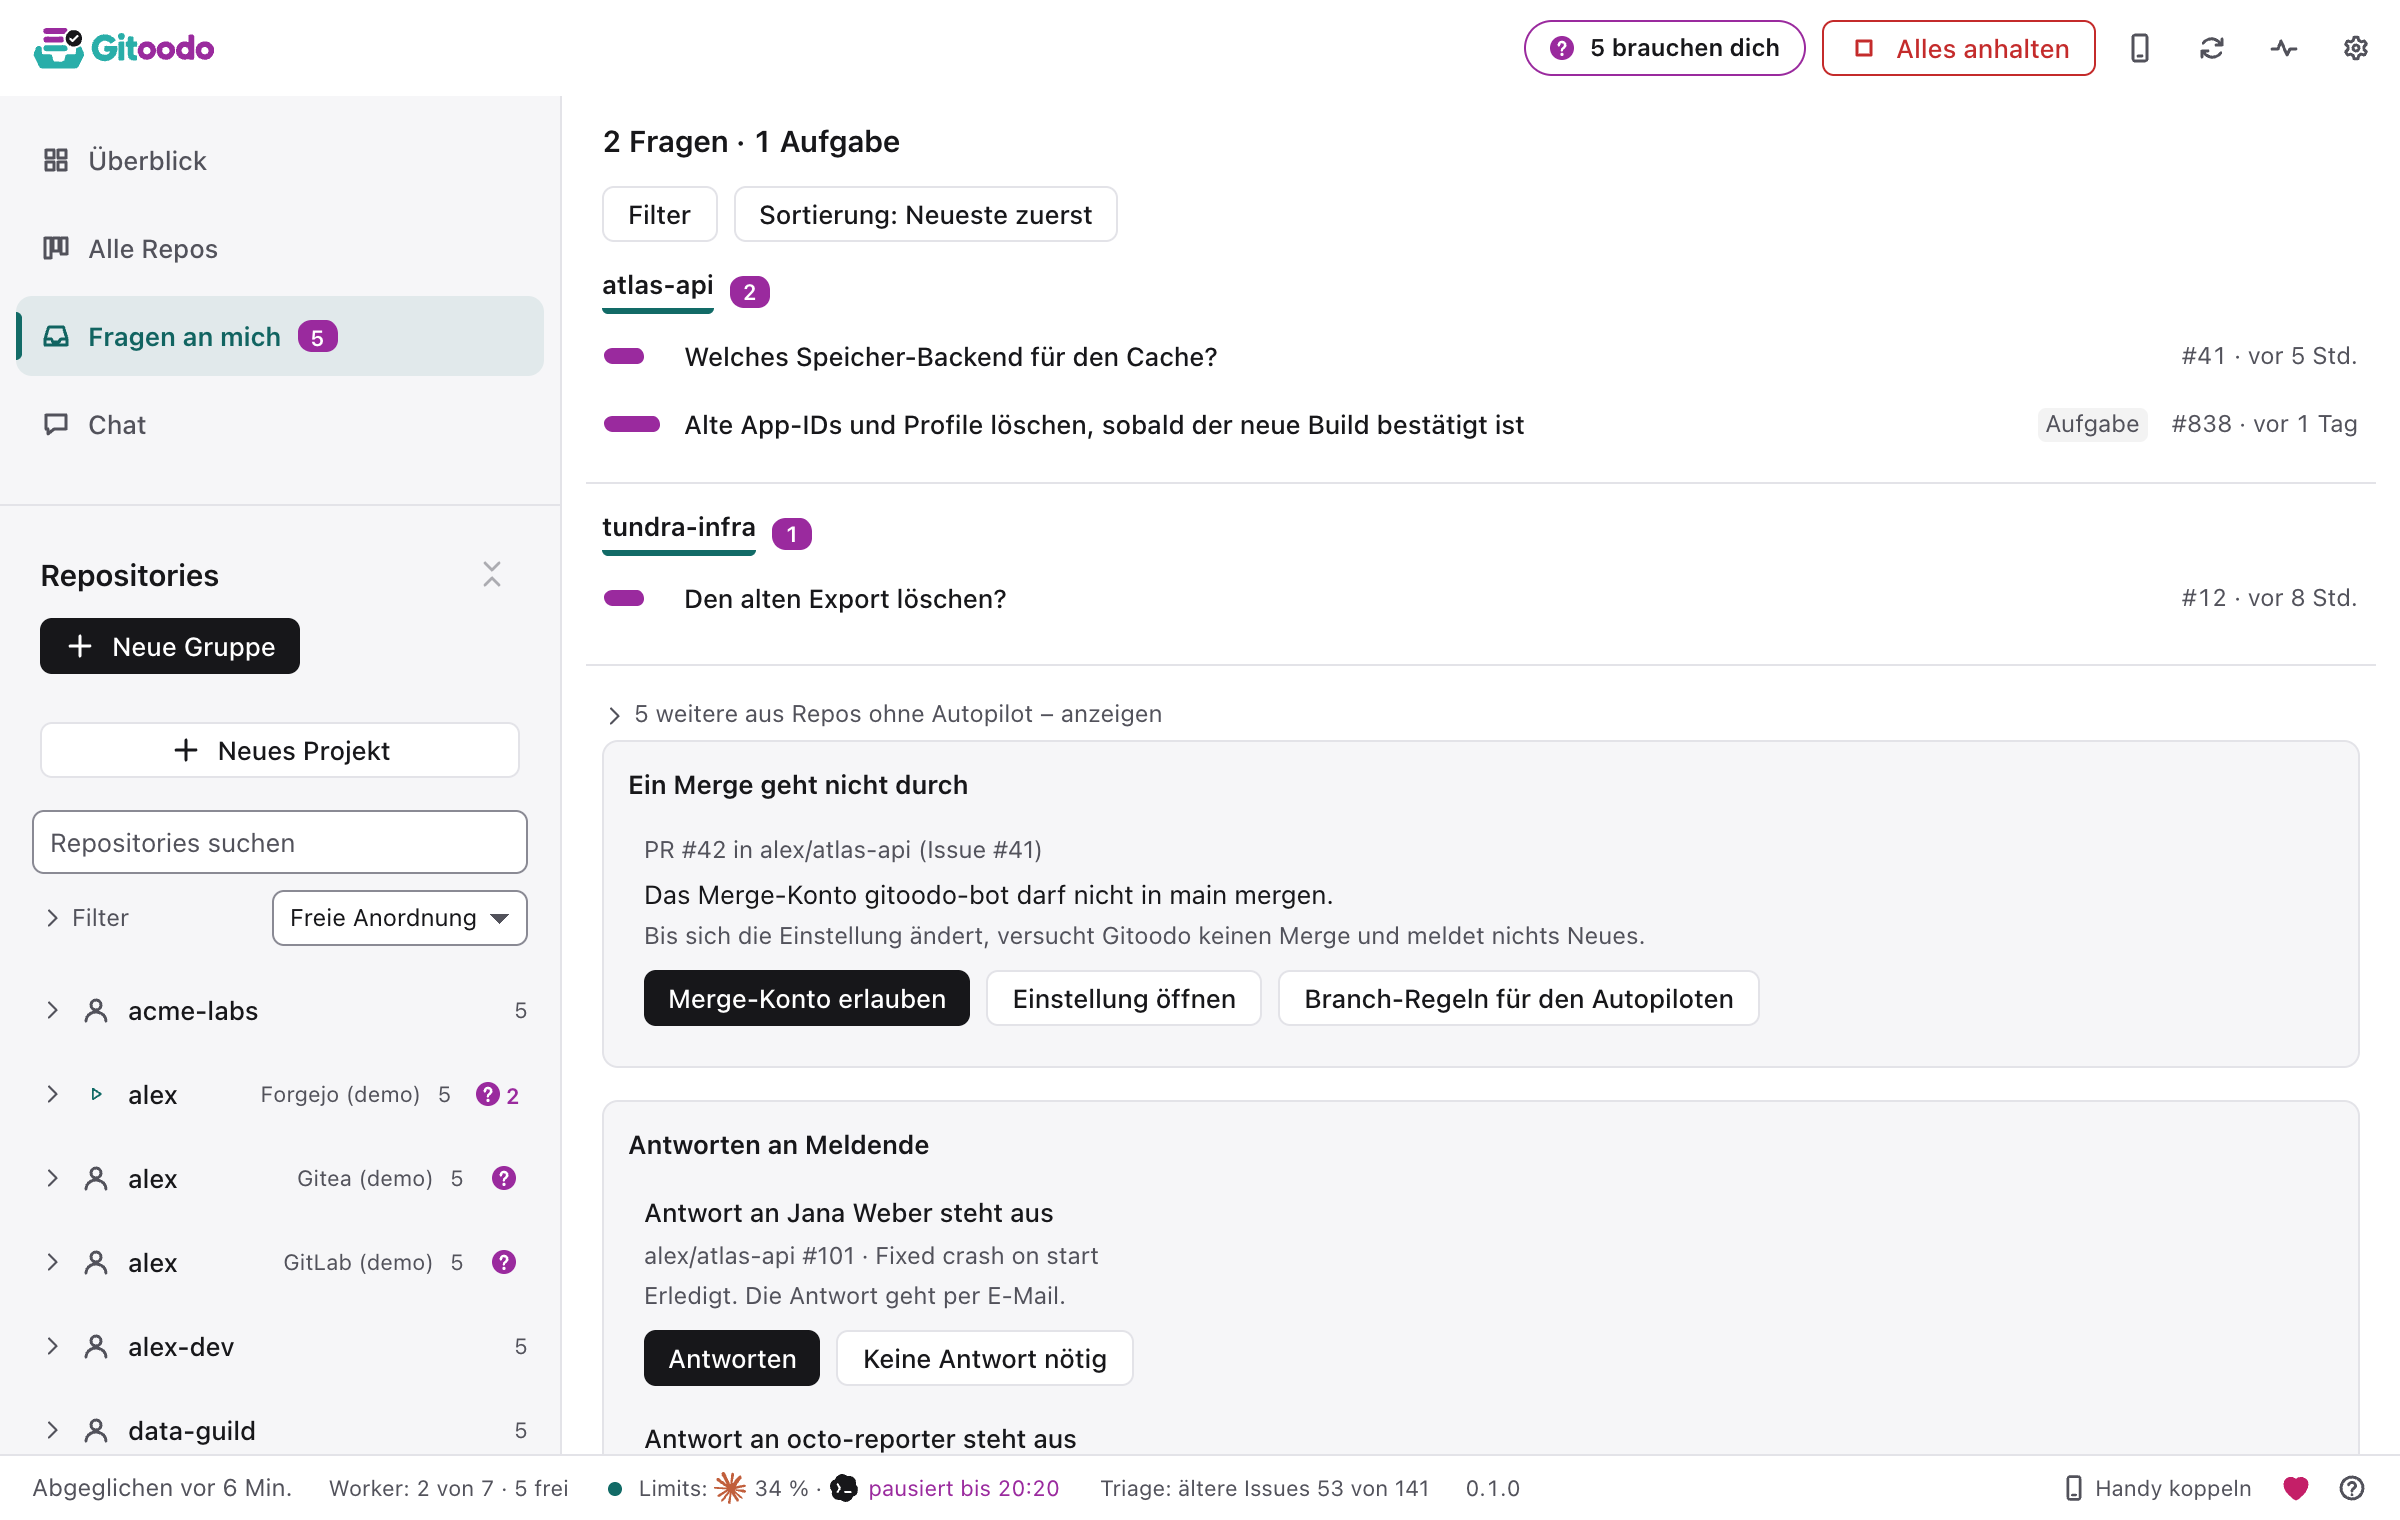 Gitoodo
5 brauchen dich
Alles anhalten
Überblick
Alle Repos
Fragen an mich 5
Chat
Repositories
Neue Gruppe
Neues Projekt
Repositories suchen
Filter
Freie Anordnung
acme-labs 5
alex Forgejo (demo) 5 ? 2
alex Gitea (demo) 5 ?
alex GitLab (demo) 5 ?
alex-dev 5
data-guild 5
2 Fragen · 1 Aufgabe
Filter
Sortierung: Neueste zuerst
atlas-api 2
Welches Speicher-Backend für den Cache? #41 · vor 5 Std.
Alte App-IDs und Profile löschen, sobald der neue Build bestätigt ist Aufgabe #838 · vor 1 Tag
tundra-infra 1
Den alten Export löschen? #12 · vor 8 Std.
5 weitere aus Repos ohne Autopilot – anzeigen
Ein Merge geht nicht durch
PR #42 in alex/atlas-api (Issue #41)
Das Merge-Konto gitoodo-bot darf nicht in main mergen.
Bis sich die Einstellung ändert, versucht Gitoodo keinen Merge und meldet nichts Neues.
Merge-Konto erlauben
Einstellung öffnen
Branch-Regeln für den Autopiloten
Antworten an Meldende
Antwort an Jana Weber steht aus
alex/atlas-api #101 · Fixed crash on start
Erledigt. Die Antwort geht per E-Mail.
Antworten
Keine Antwort nötig
Antwort an octo-reporter steht aus
Abgeglichen vor 6 Min. Worker: 2 von 7 · 5 frei Limits: 34 % · pausiert bis 20:20 Triage: ältere Issues 53 von 141 0.1.0 Handy koppeln